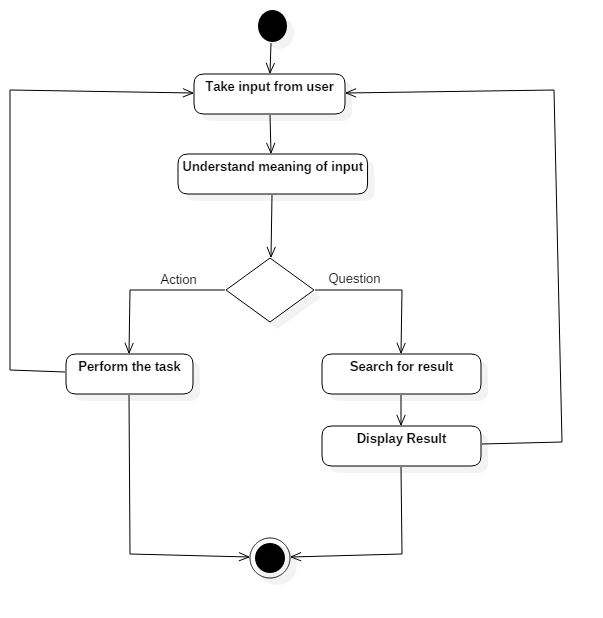 Take input from user
Understand meaning of input
Action
Question
Perform the task
Search for result
Display Result